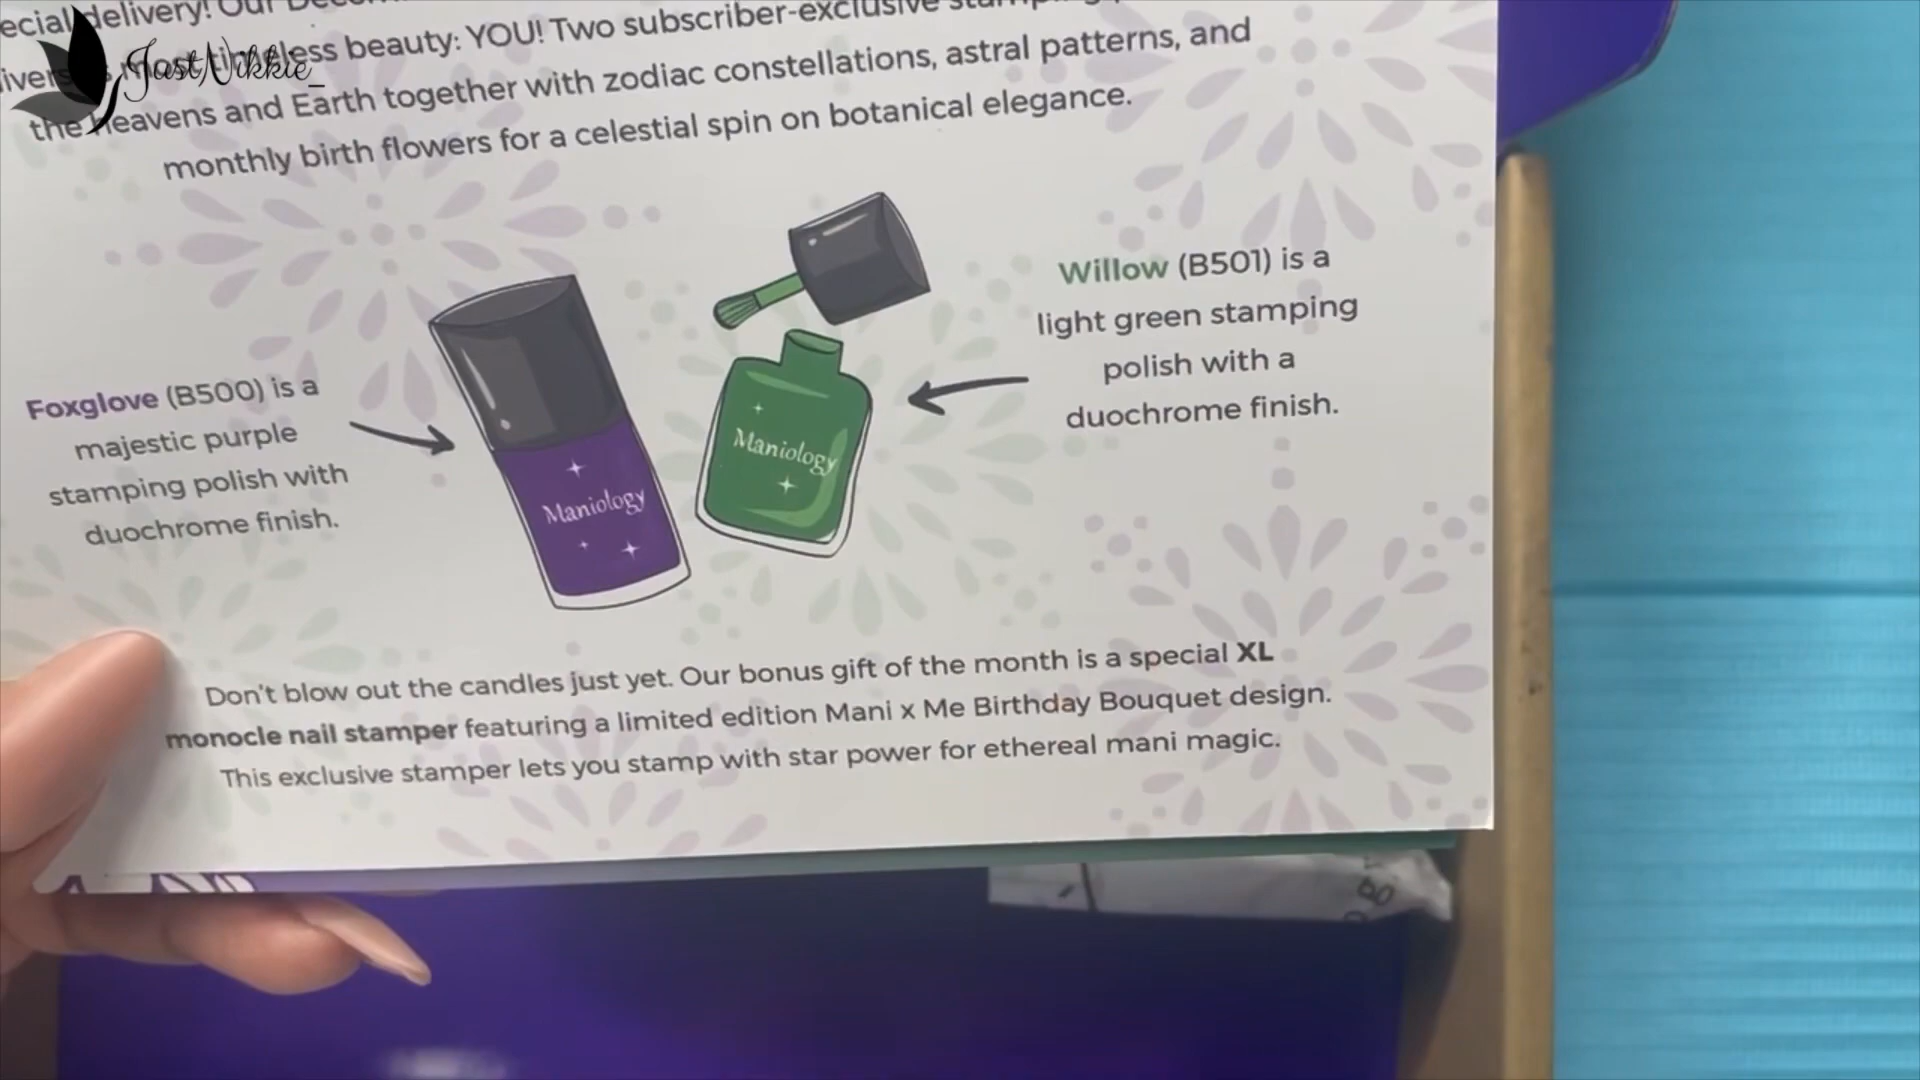 JustNikkie_
delivery! Our
most timeless beauty: YOU! Two subscriber-exclusive
the Heavens and Earth together with zodiac constellations, astral patterns, and
monthly birth flowers for a celestial spin on botanical elegance.
Foxglove (B500) is a
majestic purple
stamping polish with
duochrome finish.
Maniology
Maniology
Willow (B501) is a
light green stamping
polish with a
duochrome finish.
Don't blow out the candles just yet. Our bonus gift of the month is a special XL
monocle nail stamper featuring a limited edition Mani x Me Birthday Bouquet design.
This exclusive stamper lets you stamp with star power for ethereal mani magic.